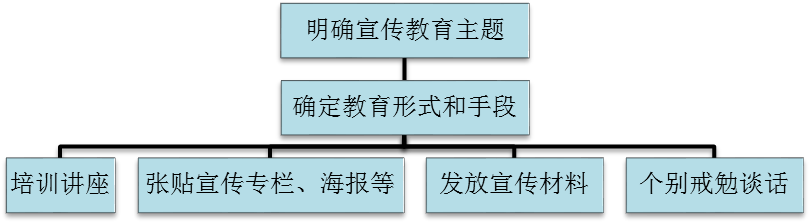 明确宣传教育主题
确定教育形式和手段
培训讲座
张贴宣传专栏、海报等
发放宣传材料
个别戒勉谈话